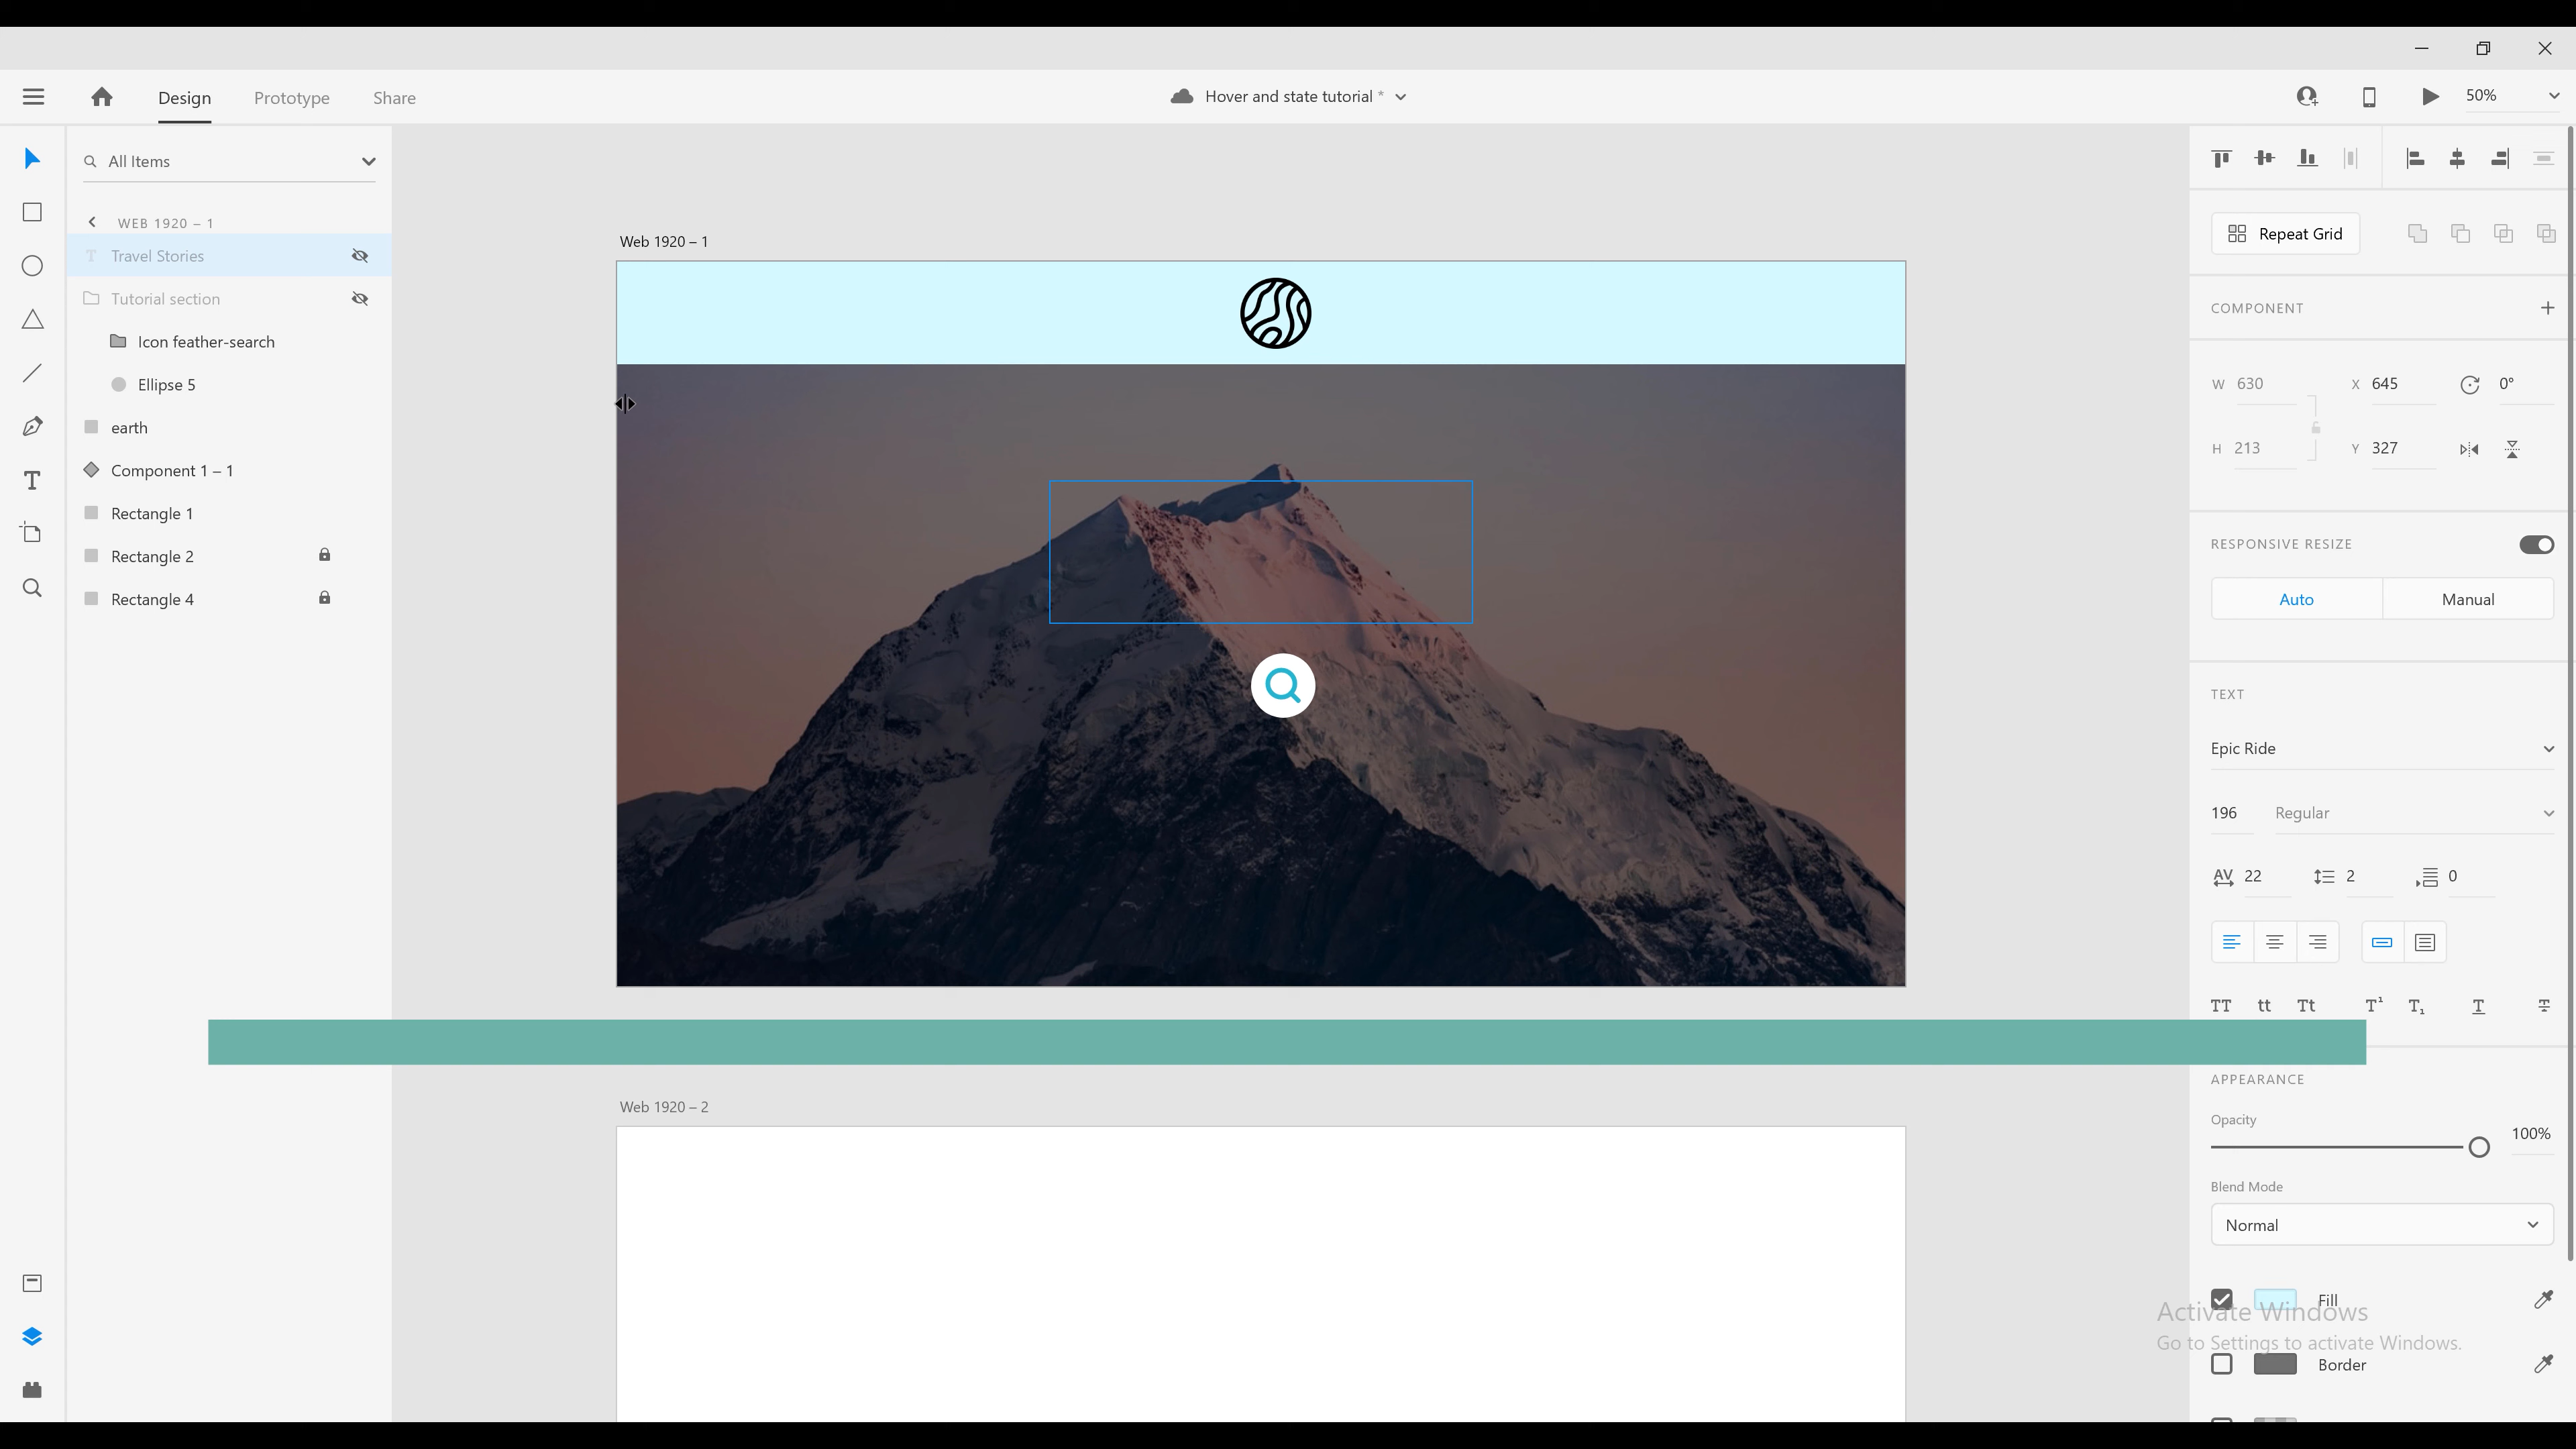 Design
Prototype
Share
Hover and state tutorial *
50%
All Items
WEB 1920 – 1
Travel Stories
Tutorial section
Icon feather-search
Ellipse 5
earth
Component 1 – 1
Rectangle 1
Rectangle 2
Rectangle 4
Web 1920 – 1
Web 1920 – 2
Repeat Grid
COMPONENT
W 630
X 645
0°
H 213
Y 327
RESPONSIVE RESIZE
Auto
Manual
TEXT
Epic Ride
196
Regular
AV 22
2
0
TT tt Tt T¹ T₁ T T
APPEARANCE
Opacity
100%
Blend Mode
Normal
Fill
Activate Windows
Go to Settings to activate Windows.
Border